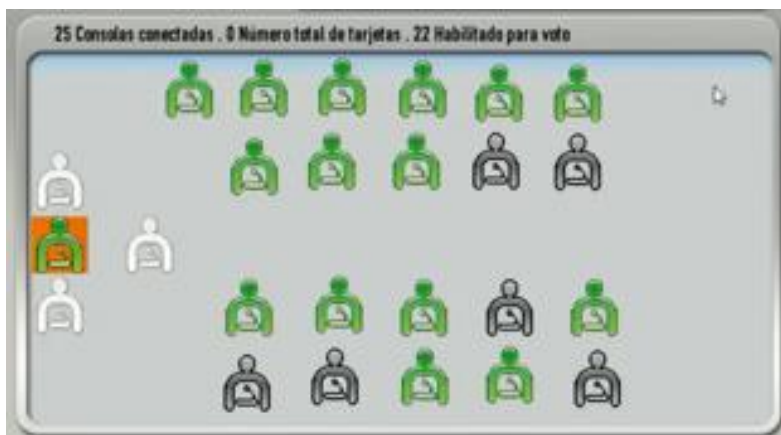 25 Consolas conectadas . 0 Número total de tarjetas . 22 Habilitado para voto